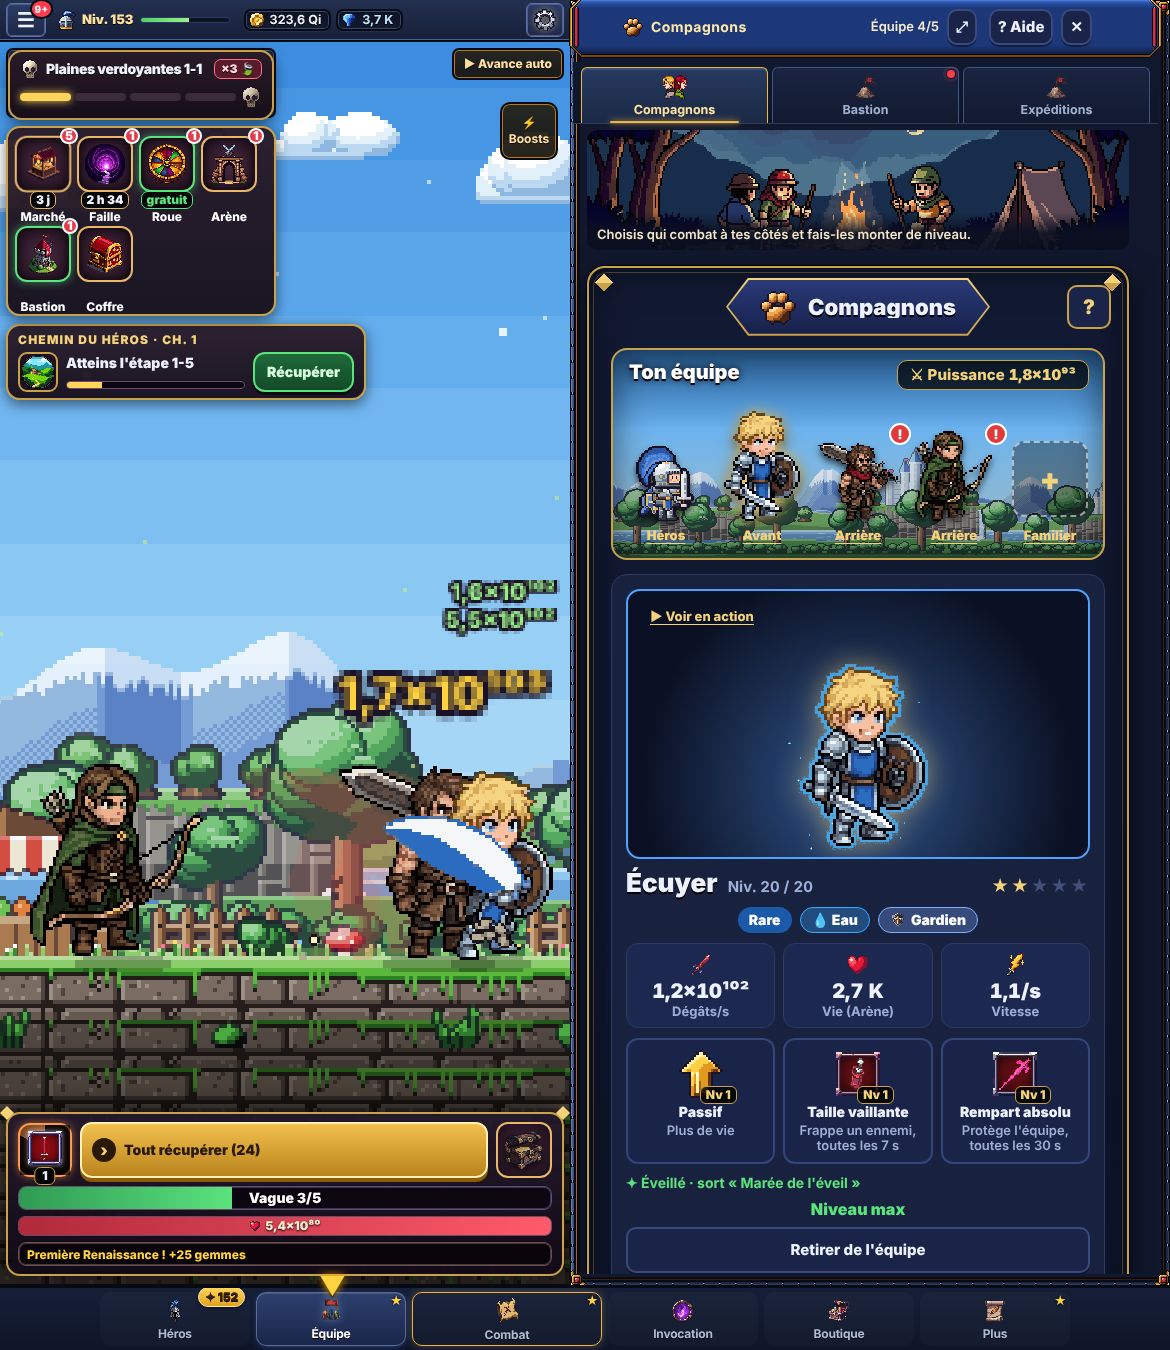 9+
Niv. 153
323,6 Qi
3,7 K
Plaines verdoyantes 1-1
×3
▶ Avance auto
Boosts
5
1
1
1
3 j
2 h 34
gratuit
Marché
Faille
Roue
Arène
1
Bastion
Coffre
CHEMIN DU HÉROS · CH. 1
Atteins l'étape 1-5
Récupérer
1,7×10¹⁰³
1
Tout récupérer (24)
Vague 3/5
5,4×10⁸⁰
Première Renaissance ! +25 gemmes
Compagnons
Équipe 4/5
? Aide
✕
Compagnons
Bastion
Expéditions
Choisis qui combat à tes côtés et fais-les monter de niveau.
Compagnons
?
Ton équipe
Puissance 1,8×10⁹³
!
!
+
Héros
Avant
Arrière
Arrière
Familier
▶ Voir en action
Écuyer
Niv. 20 / 20
Rare
Eau
Gardien
1,2×10¹⁰²
2,7 K
1,1/s
Dégâts/s
Vie (Arène)
Vitesse
Nv 1
Nv 1
Nv 1
Passif
Taille vaillante
Rempart absolu
Plus de vie
Frappe un ennemi,
toutes les 7 s
Protège l'équipe,
toutes les 30 s
✦ Éveillé · sort « Marée de l'éveil »
Niveau max
Retirer de l'équipe
✦ 152
Héros
Équipe
Combat
Invocation
Boutique
Plus